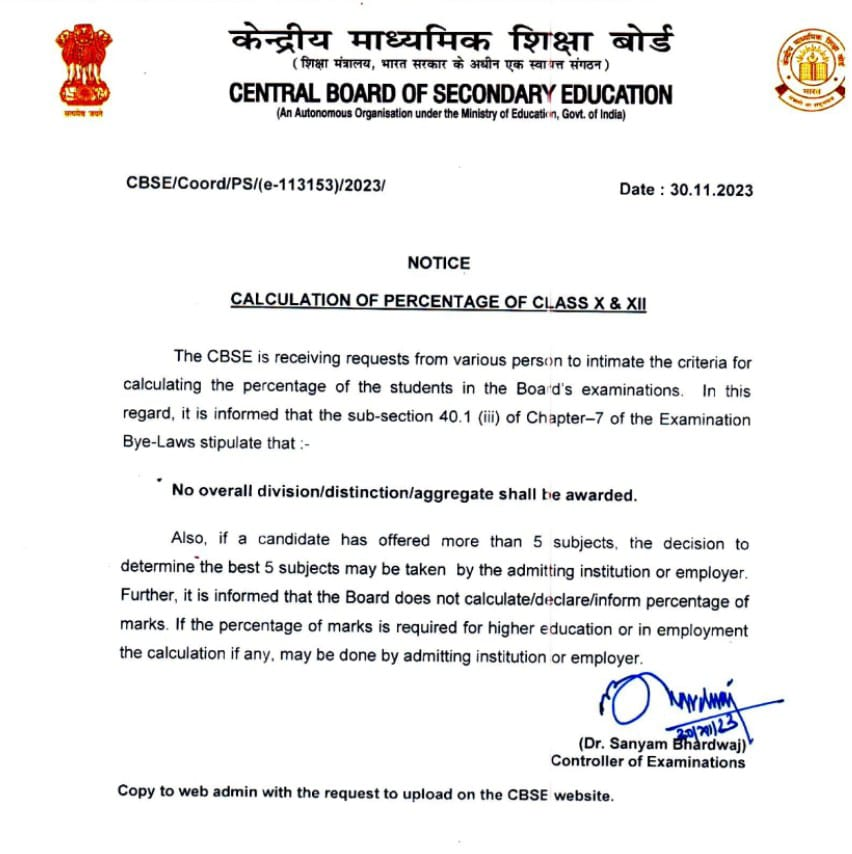 केन्द्रीय माध्यमिक शिक्षा बोर्ड
(शिक्षा मंत्रालय, भारत सरकार के अधीन एक स्वायत्त संगठन)
CENTRAL BOARD OF SECONDARY EDUCATION
(An Autonomous Organisation under the Ministry of Education, Govt. of India)
सत्यमेव जयते
भारत
CBSE/Coord/PS/(e-113153)/2023/
Date : 30.11.2023
NOTICE
CALCULATION OF PERCENTAGE OF CLASS X & XII
The CBSE is receiving requests from various person to intimate the criteria for
calculating the percentage of the students in the Board's examinations. In this
regard, it is informed that the sub-section 40.1 (iii) of Chapter–7 of the Examination
Bye-Laws stipulate that :-
No overall division/distinction/aggregate shall be awarded.
Also, if a candidate has offered more than 5 subjects, the decision to
determine the best 5 subjects may be taken by the admitting institution or employer.
Further, it is informed that the Board does not calculate/declare/inform percentage of
marks. If the percentage of marks is required for higher education or in employment
the calculation if any, may be done by admitting institution or employer.
(Dr. Sanyam Bhardwaj)
Controller of Examinations
Copy to web admin with the request to upload on the CBSE website.